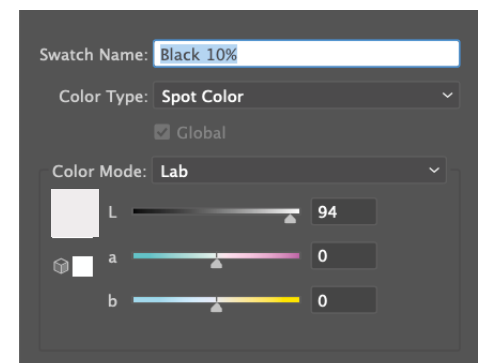 Swatch Name: Black 10%
Color Type: Spot Color
Global
Color Mode: Lab
L 94
a 0
b 0